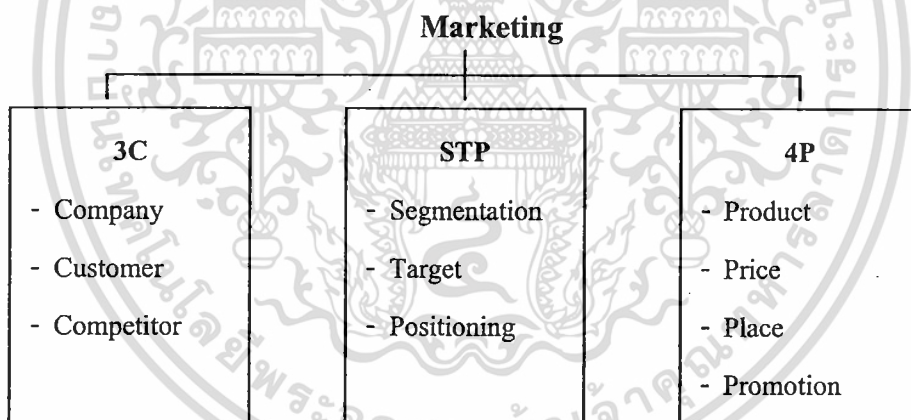 Marketing
3C
- Company
- Customer
- Competitor
STP
- Segmentation
- Target
- Positioning
4P
- Product
- Price
- Place
- Promotion